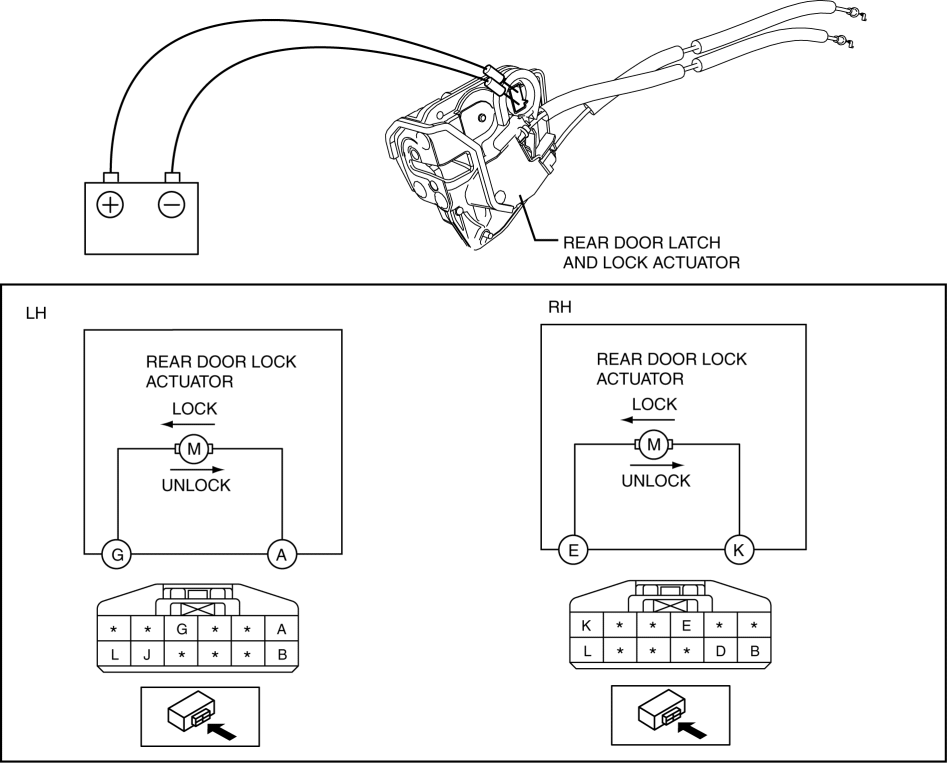 + −
REAR DOOR LATCH
AND LOCK ACTUATOR
LH
REAR DOOR LOCK
ACTUATOR
LOCK
M
UNLOCK
G A
* * G * * A
L J * * * B
RH
REAR DOOR LOCK
ACTUATOR
LOCK
M
UNLOCK
E K
K * * E * *
L * * * D B